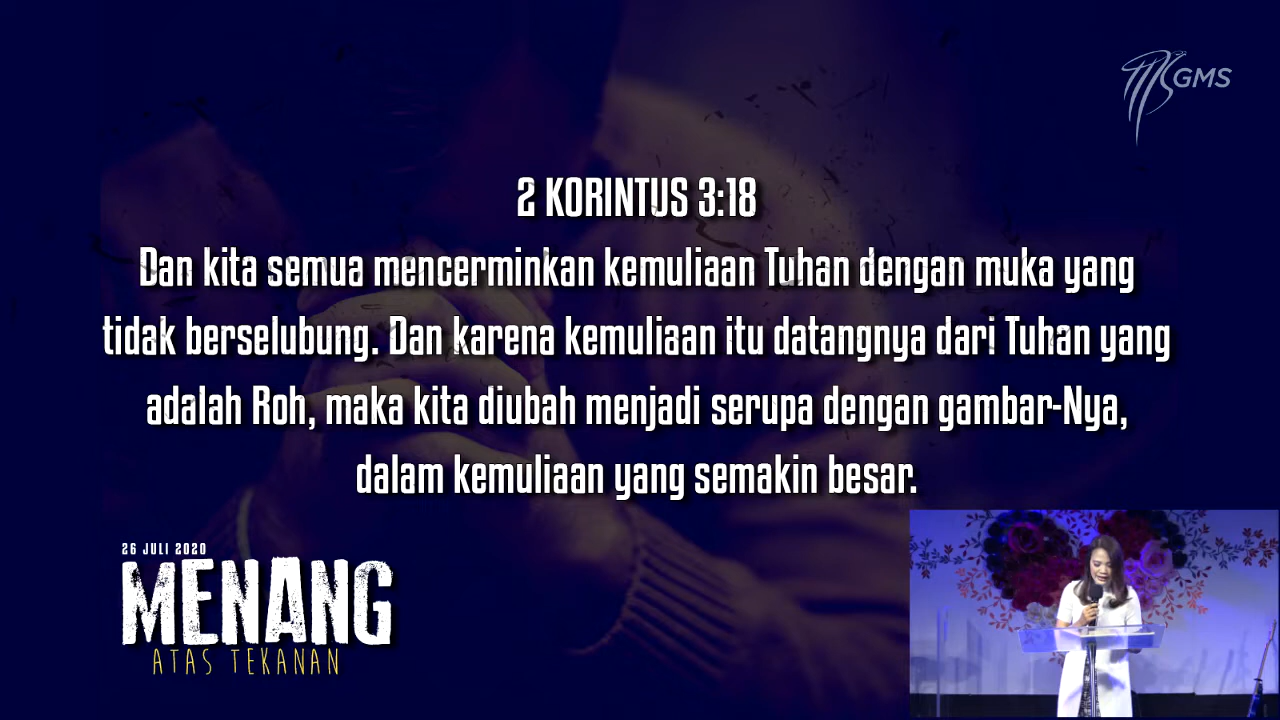 GMS
2 KORINTUS 3:18
Dan kita semua mencerminkan kemuliaan Tuhan dengan muka yang
tidak berselubung. Dan karena kemuliaan itu datangnya dari Tuhan yang
adalah Roh, maka kita diubah menjadi serupa dengan gambar-Nya,
dalam kemuliaan yang semakin besar.
26 JULI 2020
MENANG
ATAS TEKANAN